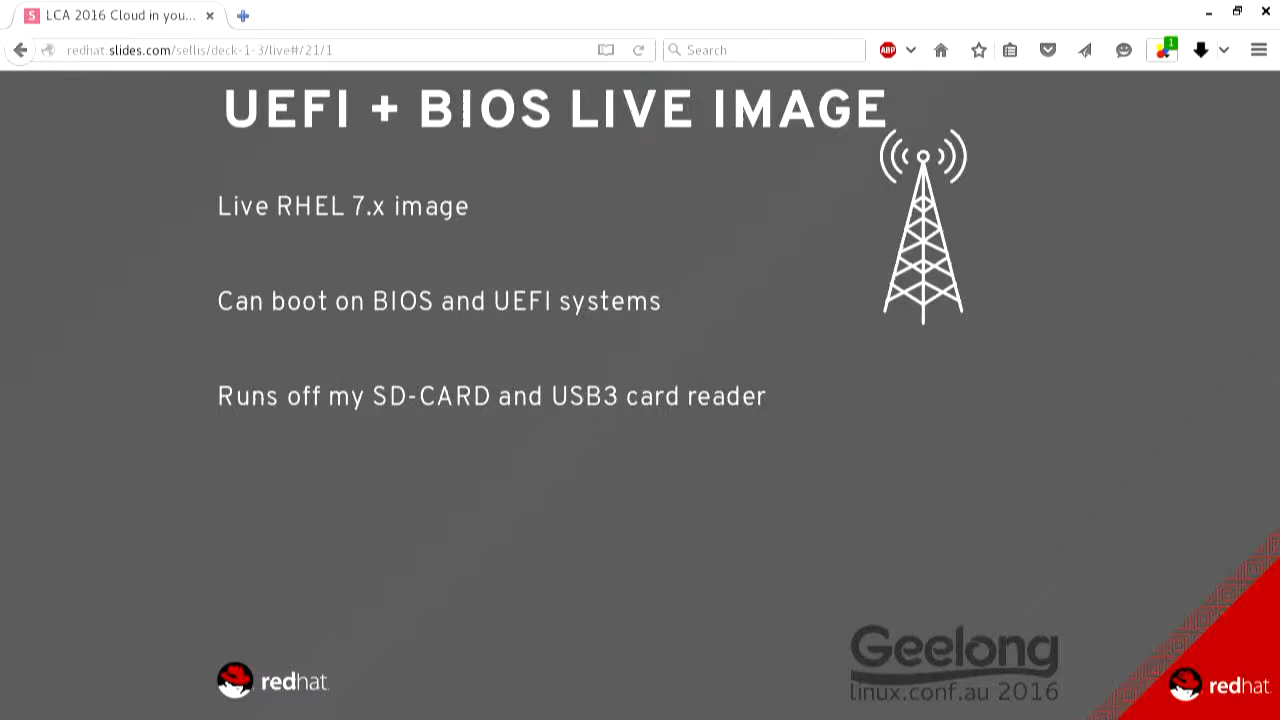 LCA 2016 Cloud in you...
redhat.slides.com/sellis/deck-1-3/live#/21/1
Search
ABP
1
UEFI + BIOS LIVE IMAGE
Live RHEL 7.x image
Can boot on BIOS and UEFI systems
Runs off my SD-CARD and USB3 card reader
Geelong
linux.conf.au 2016
redhat.
redhat.